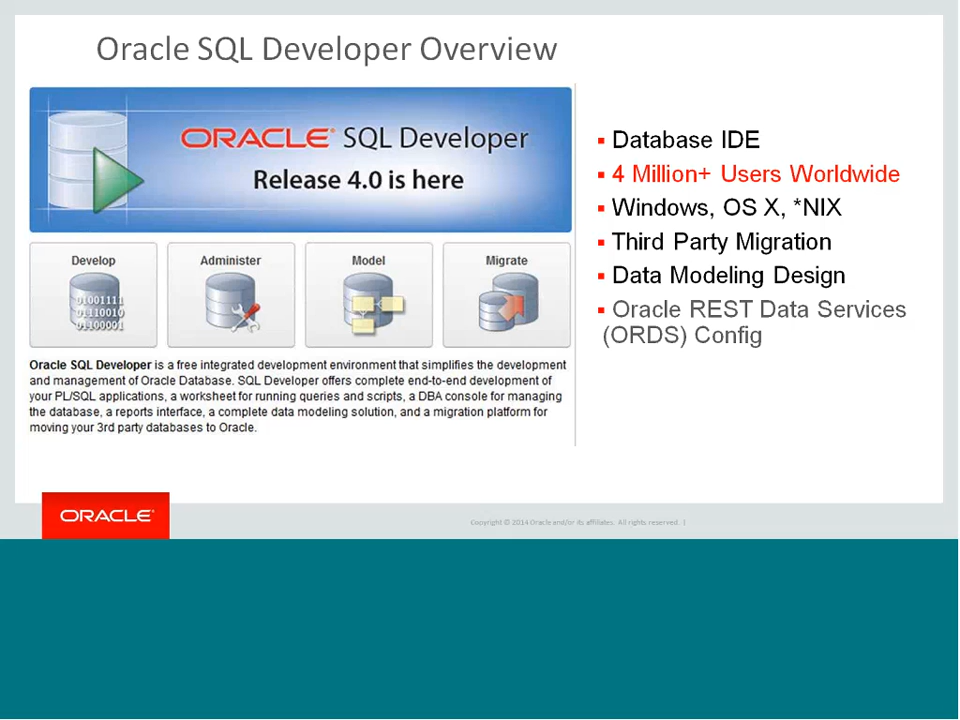 Oracle SQL Developer Overview
ORACLE® SQL Developer
Release 4.0 is here
Develop
Administer
Model
Migrate
01001111
01110010
01100001
Oracle SQL Developer is a free integrated development environment that simplifies the development
and management of Oracle Database. SQL Developer offers complete end-to-end development of
your PL/SQL applications, a worksheet for running queries and scripts, a DBA console for managing
the database, a reports interface, a complete data modeling solution, and a migration platform for
moving your 3rd party databases to Oracle.
▪ Database IDE
▪ 4 Million+ Users Worldwide
▪ Windows, OS X, *NIX
▪ Third Party Migration
▪ Data Modeling Design
▪ Oracle REST Data Services
(ORDS) Config
ORACLE®
Copyright © 2014 Oracle and/or its affiliates. All rights reserved. |